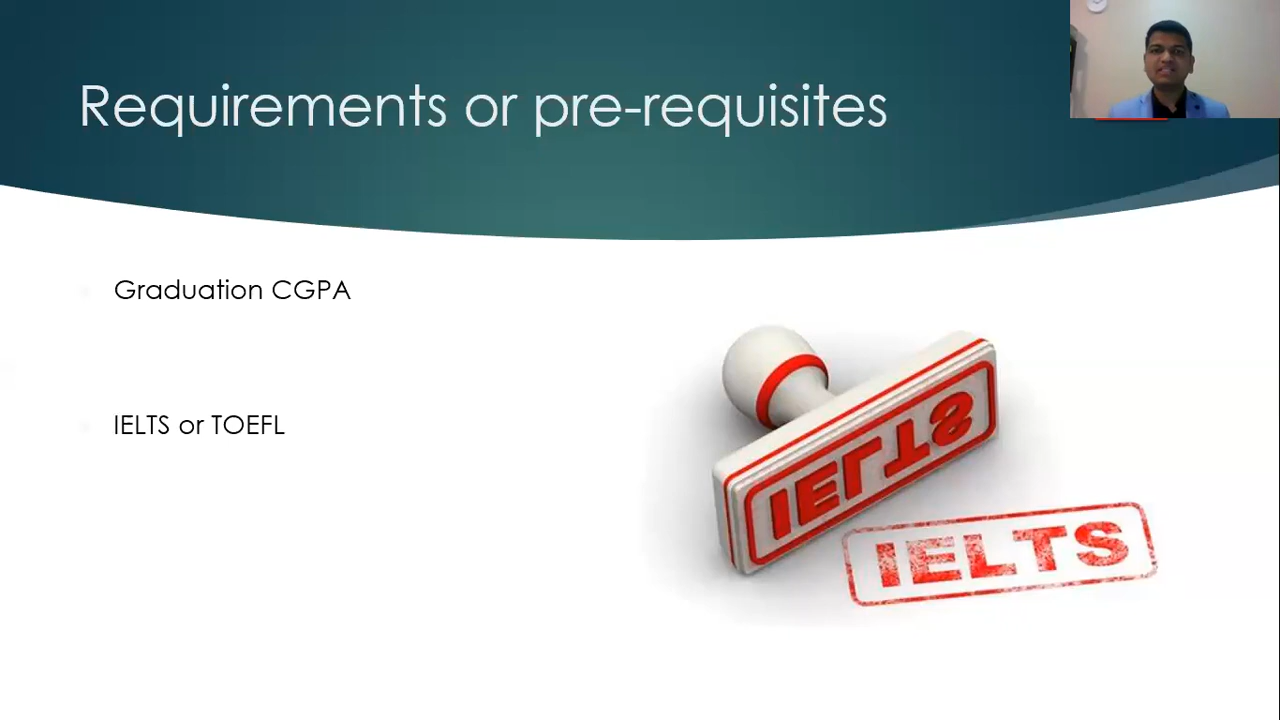 Requirements or pre-requisites
Graduation CGPA
IELTS or TOEFL
IELTS
IELTS